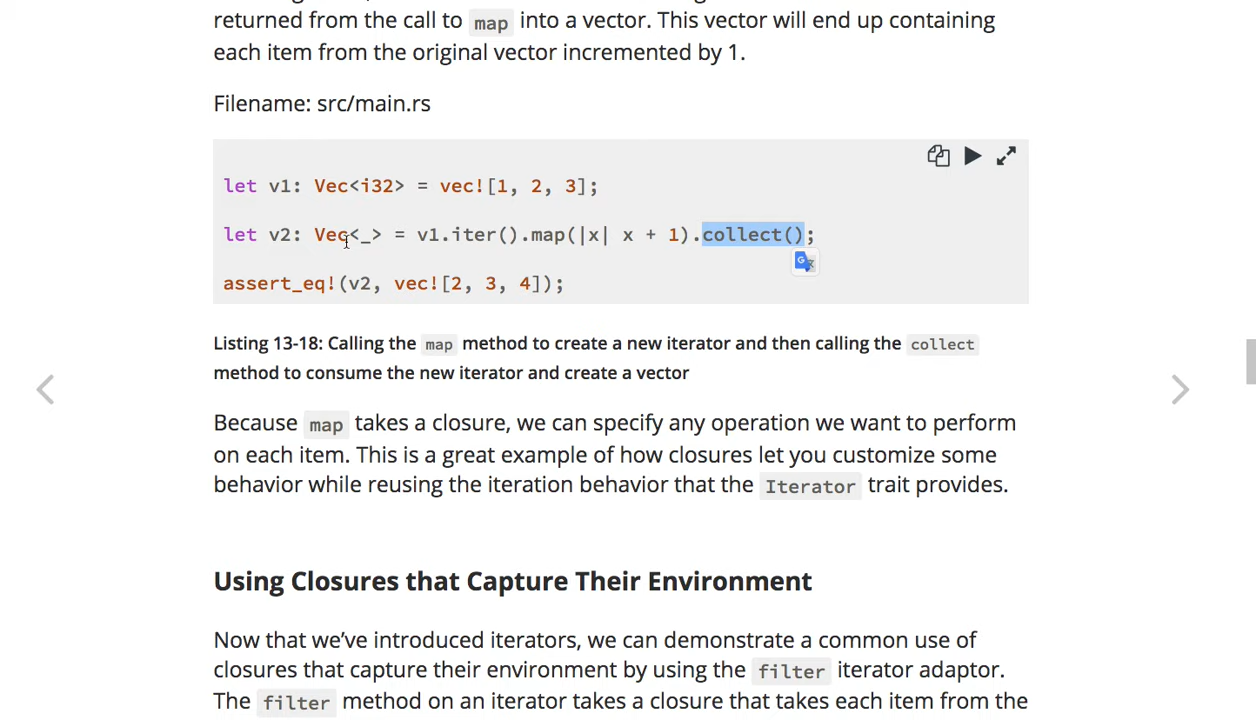 returned from the call to map into a vector. This vector will end up containing
each item from the original vector incremented by 1.
Filename: src/main.rs
let v1: Vec<i32> = vec![1, 2, 3];
let v2: Vec<_> = v1.iter().map(|x| x + 1).collect();
assert_eq!(v2, vec![2, 3, 4]);
Listing 13-18: Calling the map method to create a new iterator and then calling the collect
method to consume the new iterator and create a vector
Because map takes a closure, we can specify any operation we want to perform
on each item. This is a great example of how closures let you customize some
behavior while reusing the iteration behavior that the Iterator trait provides.
Using Closures that Capture Their Environment
Now that we’ve introduced iterators, we can demonstrate a common use of
closures that capture their environment by using the filter iterator adaptor.
The filter method on an iterator takes a closure that takes each item from the